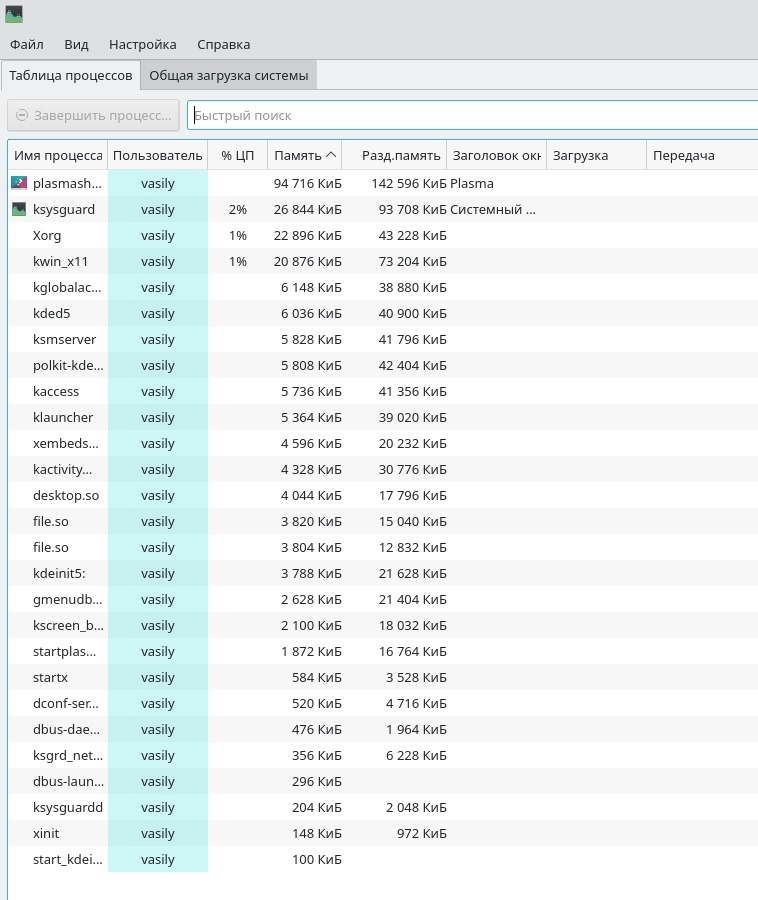 Файл Вид Настройка Справка
Таблица процессов Общая загрузка системы
Завершить процесс... Быстрый поиск
Имя процесса Пользователь % ЦП Память Разд.память Заголовок окн Загрузка Передача
plasmash... vasily 94 716 КиБ 142 596 КиБ Plasma
ksysguard vasily 2% 26 844 КиБ 93 708 КиБ Системный ...
Xorg vasily 1% 22 896 КиБ 43 228 КиБ
kwin_x11 vasily 1% 20 876 КиБ 73 204 КиБ
kglobalac... vasily 6 148 КиБ 38 880 КиБ
kded5 vasily 6 036 КиБ 40 900 КиБ
ksmserver vasily 5 828 КиБ 41 796 КиБ
polkit-kde... vasily 5 808 КиБ 42 404 КиБ
kaccess vasily 5 736 КиБ 41 356 КиБ
klauncher vasily 5 364 КиБ 39 020 КиБ
xembeds... vasily 4 596 КиБ 20 232 КиБ
kactivity... vasily 4 328 КиБ 30 776 КиБ
desktop.so vasily 4 044 КиБ 17 796 КиБ
file.so vasily 3 820 КиБ 15 040 КиБ
file.so vasily 3 804 КиБ 12 832 КиБ
kdeinit5: vasily 3 788 КиБ 21 628 КиБ
gmenudb... vasily 2 628 КиБ 21 404 КиБ
kscreen_b... vasily 2 100 КиБ 18 032 КиБ
startplas... vasily 1 872 КиБ 16 764 КиБ
startx vasily 584 КиБ 3 528 КиБ
dconf-ser... vasily 520 КиБ 4 716 КиБ
dbus-dae... vasily 476 КиБ 1 964 КиБ
ksgrd_net... vasily 356 КиБ 6 228 КиБ
dbus-laun... vasily 296 КиБ
ksysguardd vasily 204 КиБ 2 048 КиБ
xinit vasily 148 КиБ 972 КиБ
start_kdei... vasily 100 КиБ